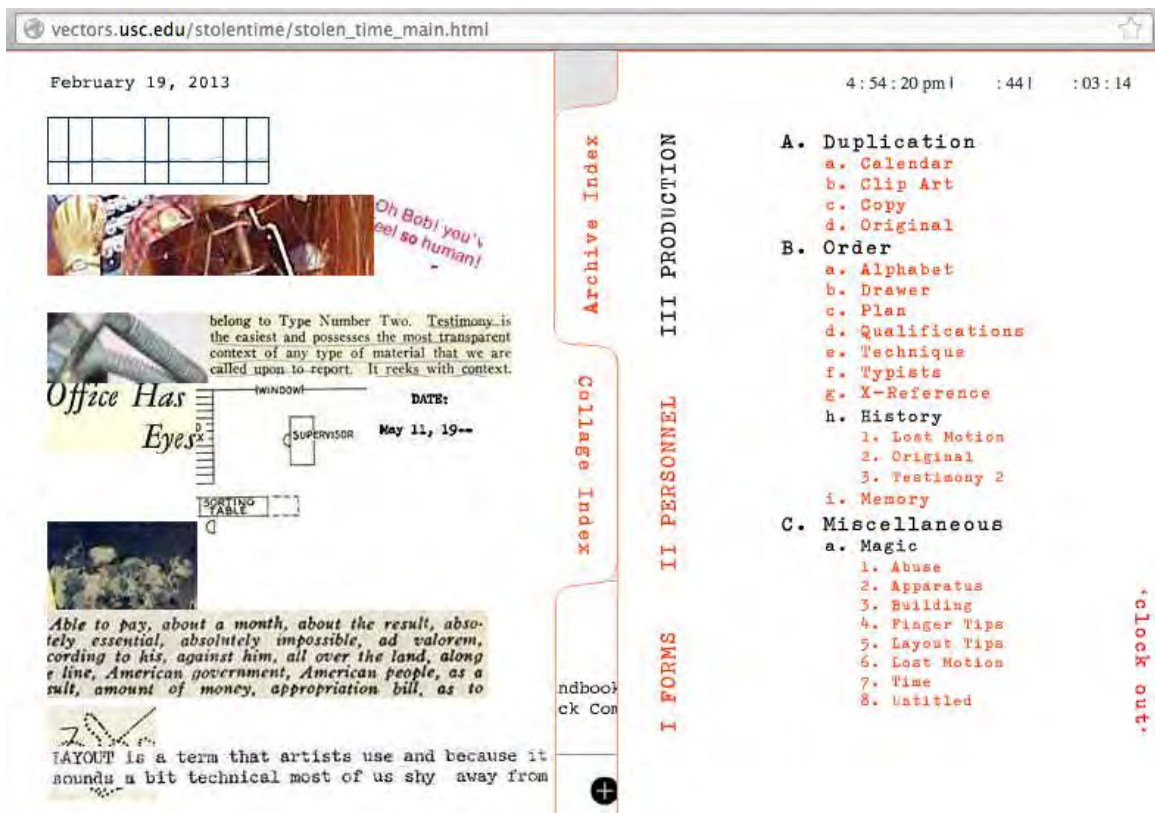 vectors.usc.edu/stolentime/stolen_time_main.html
February 19, 2013
Oh Bob! you'v
eel so human!
belong to Type Number Two. Testimony is
the easiest and possesses the most transparent
context of any type of material that we are
called upon to report. It reeks with context.
Office Has
Eyes
WINDOW
SUPERVISOR
SORTING
TABLE
DATE:
May 11, 19--
Able to pay, about a month, about the result, abso-
tely essential, absolutely impossible, ad valorem,
cording to his, against him, all over the land, along
e line, American government, American people, as a
sult, amount of money, appropriation bill, as to
LAYOUT is a term that artists use and because it
sounds a bit technical most of us shy away from
Archive Index
Collage Index
ndbook
ck Com
4:54:20 pm | :44 | :03:14
III PRODUCTION
II PERSONNEL
I FORMS
A. Duplication
a. Calendar
b. Clip Art
c. Copy
d. Original
B. Order
a. Alphabet
b. Drawer
c. Plan
d. Qualifications
e. Technique
f. Typists
g. X-Reference
h. History
1. Lost Motion
2. Original
3. Testimony 2
i. Memory
C. Miscellaneous
a. Magic
1. Abuse
2. Apparatus
3. Building
4. Finger Tips
5. Layout Tips
6. Lost Motion
7. Time
8. Untitled
'clock out'